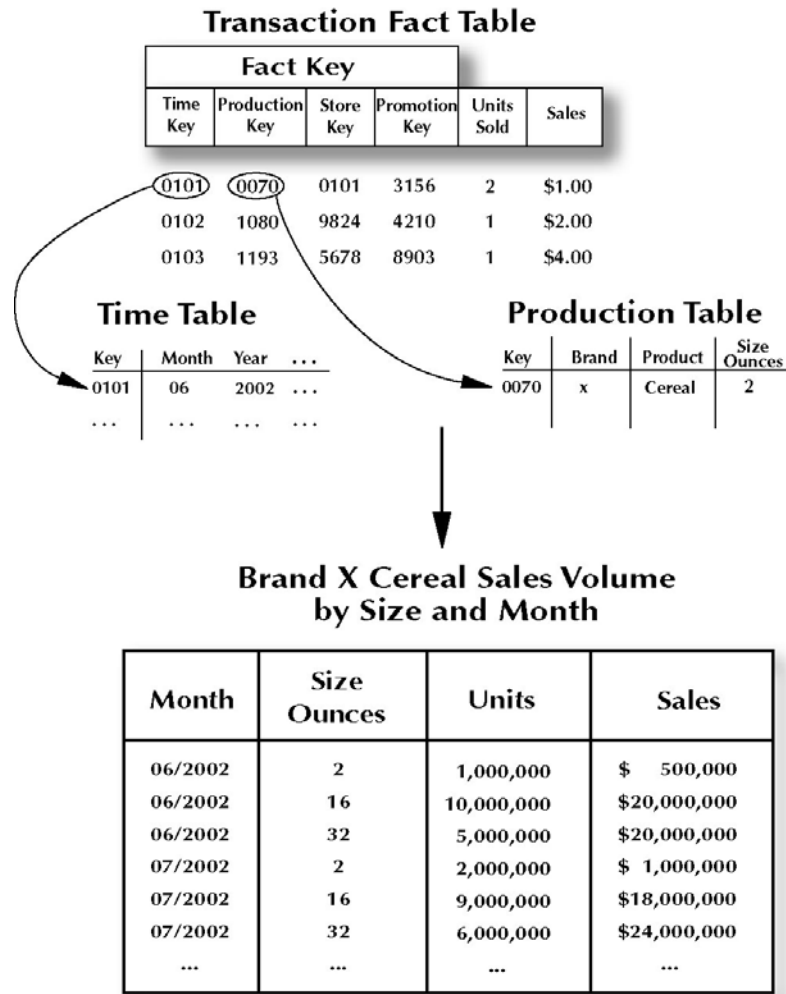 Transaction Fact Table
Fact Key
Time Key Production Key Store Key Promotion Key Units Sold Sales
0101 0070 0101 3156 2 $1.00
0102 1080 9824 4210 1 $2.00
0103 1193 5678 8903 1 $4.00
Time Table
Key Month Year ...
0101 06 2002 ...
... ... ... ...
Production Table
Key Brand Product Size Ounces
0070 x Cereal 2
Brand X Cereal Sales Volume
by Size and Month
Month Size Ounces Units Sales
06/2002 2 1,000,000 $ 500,000
06/2002 16 10,000,000 $20,000,000
06/2002 32 5,000,000 $20,000,000
07/2002 2 2,000,000 $ 1,000,000
07/2002 16 9,000,000 $18,000,000
07/2002 32 6,000,000 $24,000,000
... ... ... ...